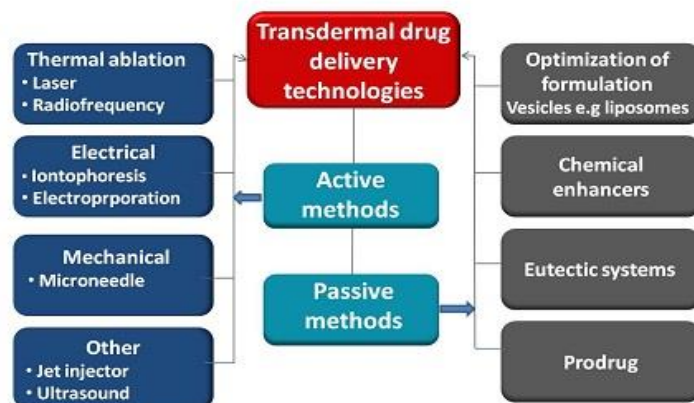 Transdermal drug
delivery
technologies
Thermal ablation
• Laser
• Radiofrequency
Electrical
• Iontophoresis
• Electroprporation
Mechanical
• Microneedle
Other
• Jet injector
• Ultrasound
Active
methods
Passive
methods
Optimization of
formulation
Vesicles e.g liposomes
Chemical
enhancers
Eutectic systems
Prodrug